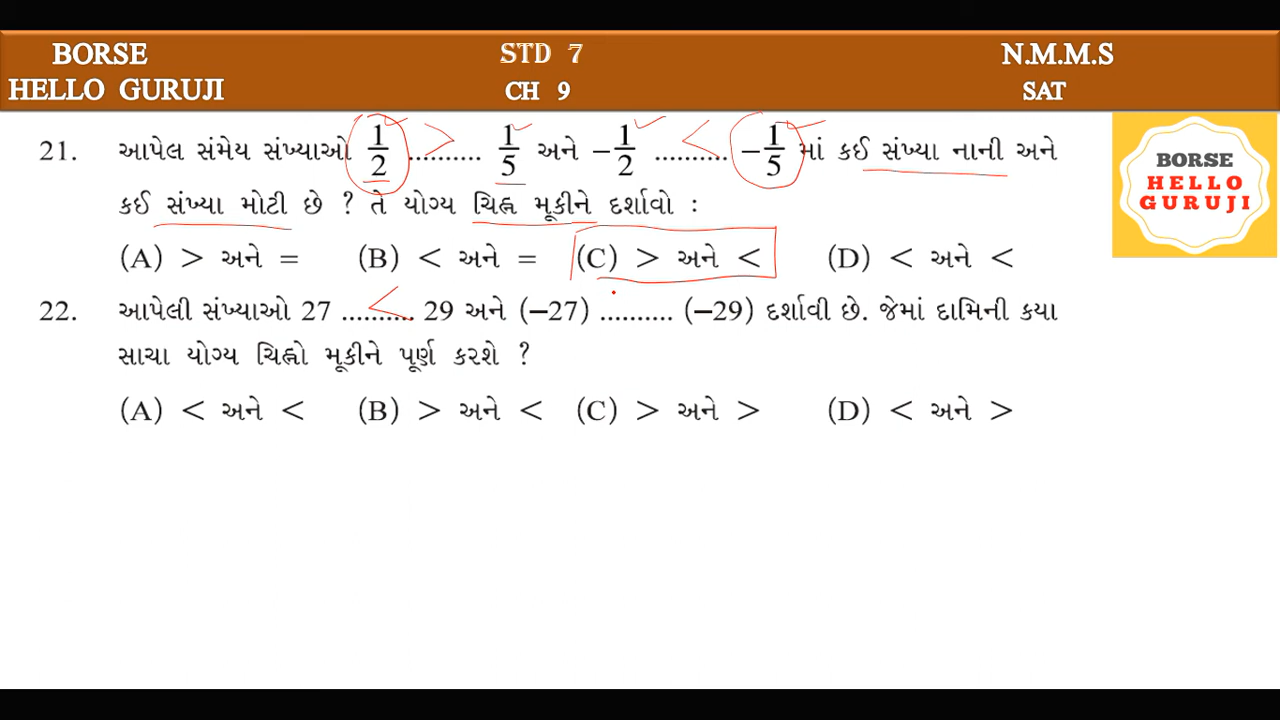 BORSE
HELLO GURUJI
STD 7
CH 9
N.M.M.S
SAT
21. આપેલ સંમેય સંખ્યાઓ 1/2 .......... 1/5 અને −1/2 .......... −1/5 માં કઈ સંખ્યા નાની અને
કઈ સંખ્યા મોટી છે ? તે યોગ્ય ચિહ્ન મૂકીને દર્શાવો :
(A) > અને = (B) < અને = (C) > અને < (D) < અને <
22. આપેલી સંખ્યાઓ 27 .......... 29 અને (−27) .......... (−29) દર્શાવી છે. જેમાં દામિની કયા
સાચા યોગ્ય ચિહ્નો મૂકીને પૂર્ણ કરશે ?
(A) < અને < (B) > અને < (C) > અને > (D) < અને >
BORSE
HELLO
GURUJI